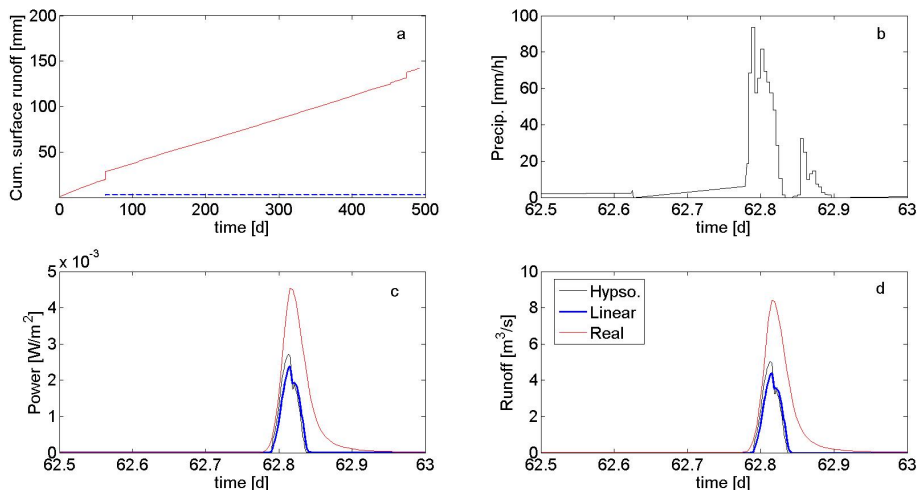 200
150
100
50
0
100
200
300
400
500
Cum. surface runoff [mm]
time [d]
a
100
80
60
40
20
0
62.5
62.6
62.7
62.8
62.9
63
Precip. [mm/h]
time [d]
b
x 10⁻³
5
4
3
2
1
0
62.5
62.6
62.7
62.8
62.9
63
Power [W/m²]
time [d]
c
10
8
6
4
2
0
62.5
62.6
62.7
62.8
62.9
63
Runoff [m³/s]
time [d]
d
Hypso.
Linear
Real